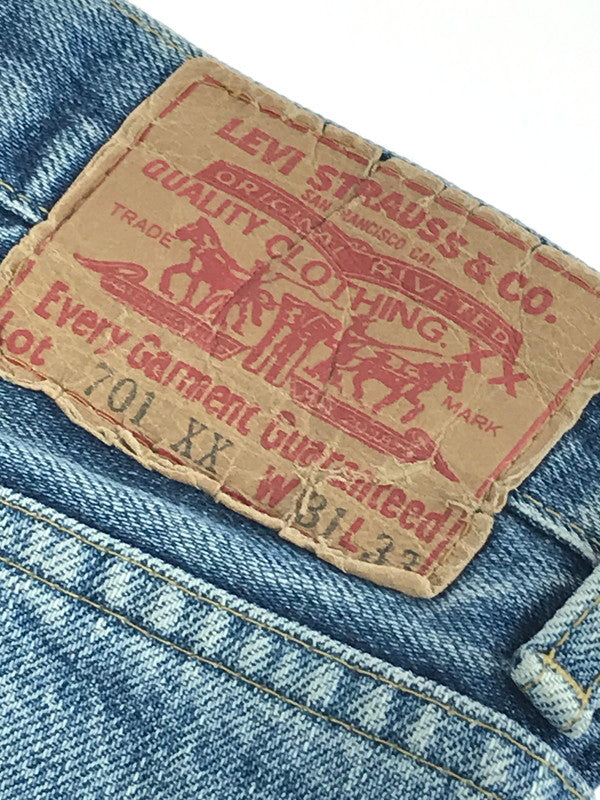 LEVI STRAUSS & CO.
SAN FRANCISCO CAL.
ORIGINAL RIVETED
QUALITY CLOTHING. XX
TRADE MARK
Every Garment Guaranteed
Lot 701 XX
W 31 L 33